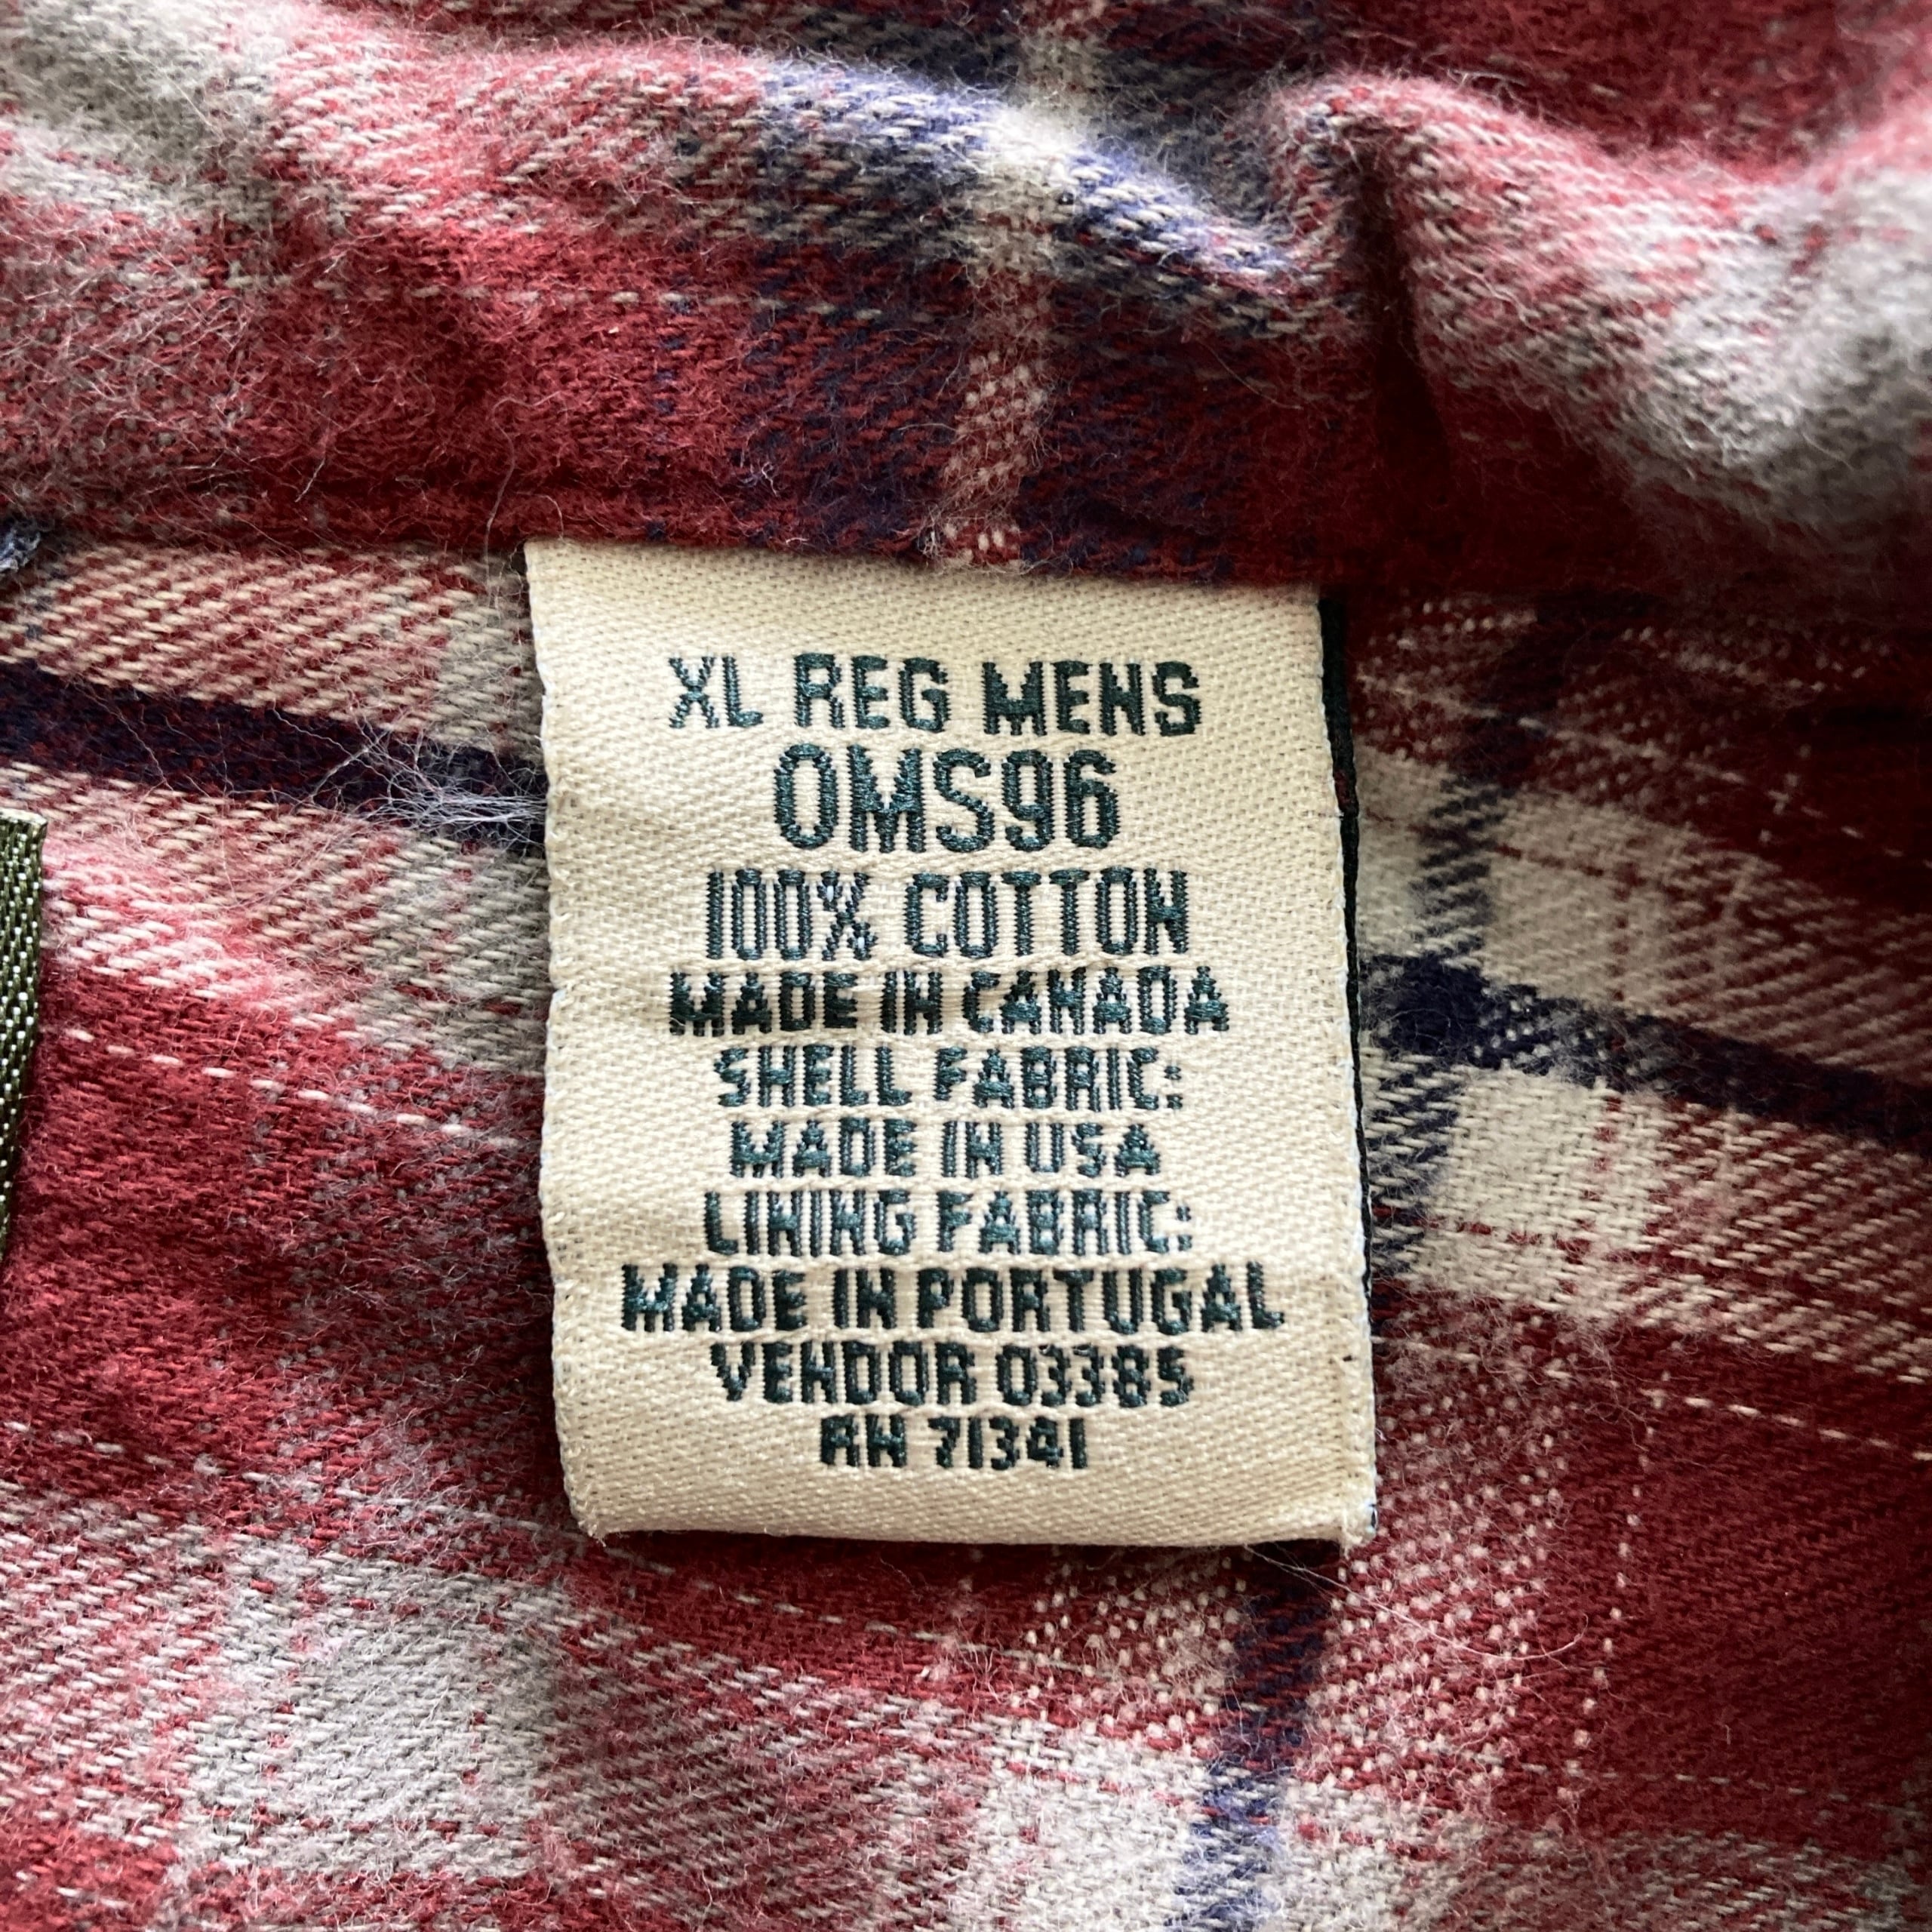 XL REG MENS
OMS96
100% COTTON
MADE IN CANADA
SHELL FABRIC:
MADE IN USA
LINING FABRIC:
MADE IN PORTUGAL
VENDOR 03385
RN 71341